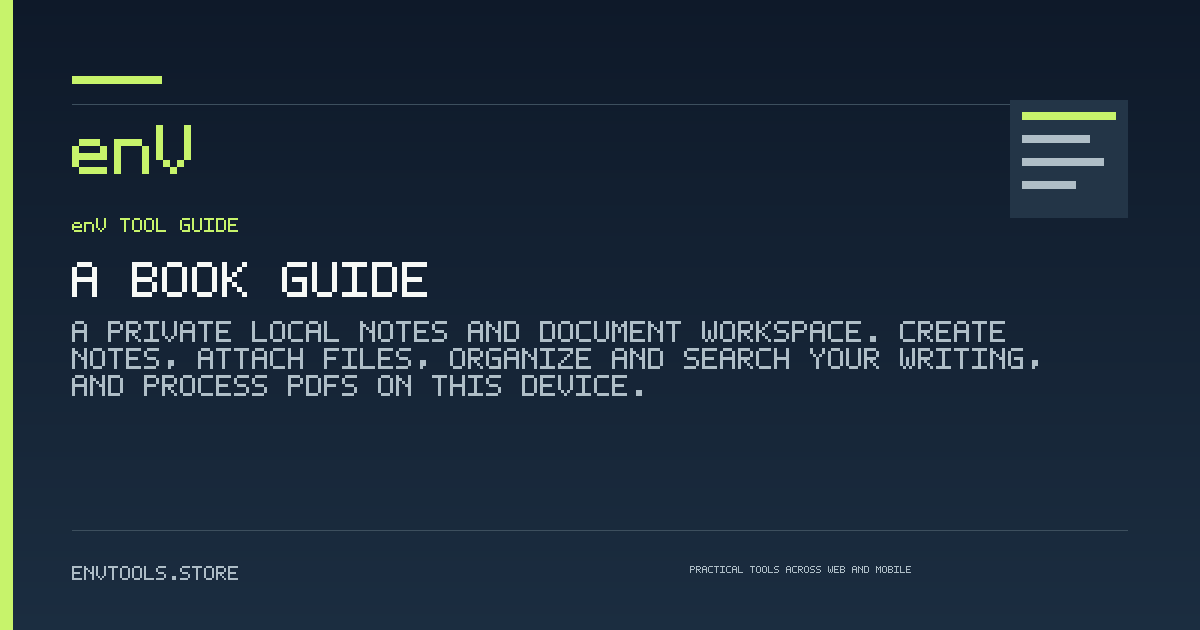 enV
enV TOOL GUIDE
A BOOK GUIDE
A PRIVATE LOCAL NOTES AND DOCUMENT WORKSPACE. CREATE
NOTES, ATTACH FILES, ORGANIZE AND SEARCH YOUR WRITING,
AND PROCESS PDFS ON THIS DEVICE.
ENVTOOLS.STORE
PRACTICAL TOOLS ACROSS WEB AND MOBILE